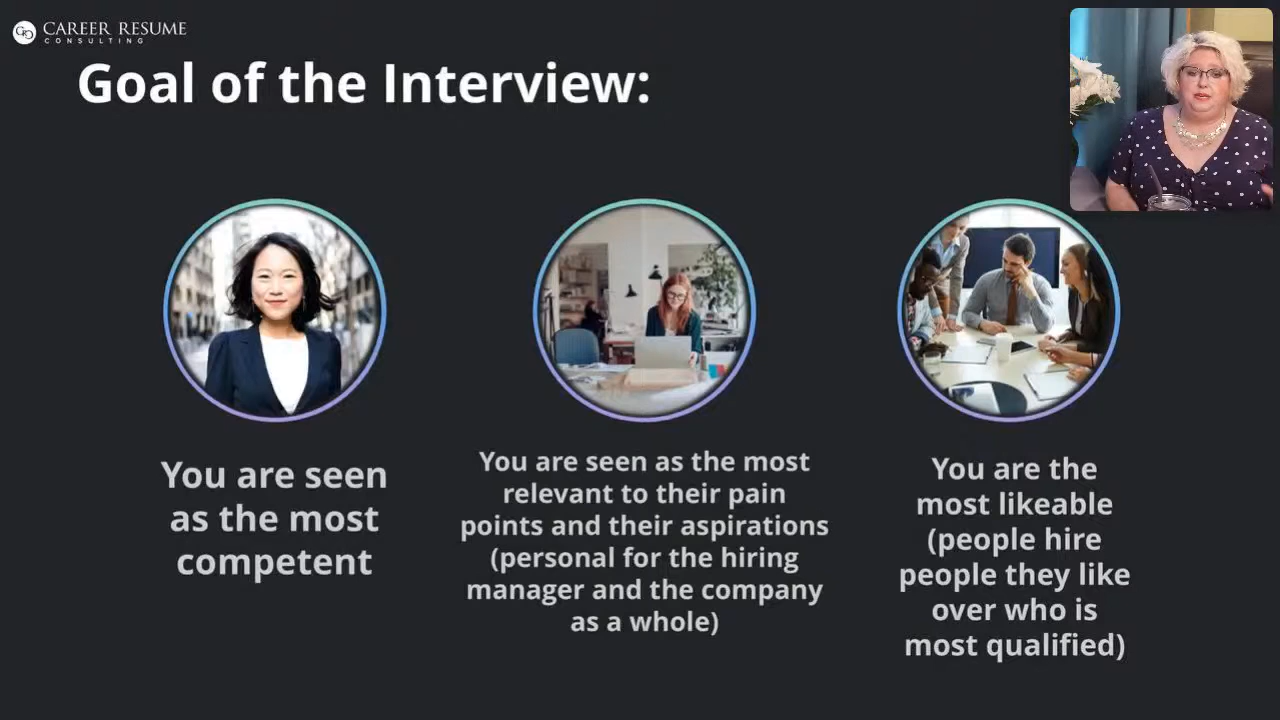 CAREER RESUME
CONSULTING
Goal of the Interview:
You are seen
as the most
competent
You are seen as the most
relevant to their pain
points and their aspirations
(personal for the hiring
manager and the company
as a whole)
You are the
most likeable
(people hire
people they like
over who is
most qualified)